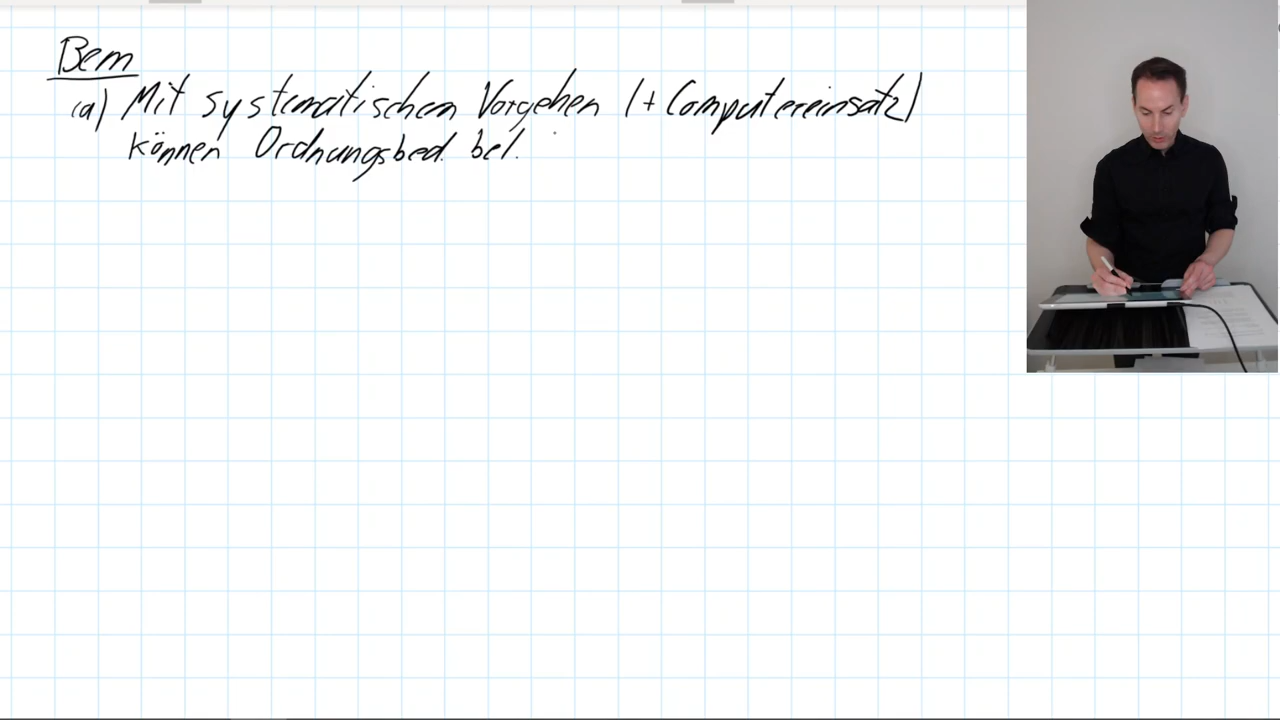 Bem
(a) Mit systematischem Vorgehen (+ Computereinsatz)
können Ordnungsbed. bel.